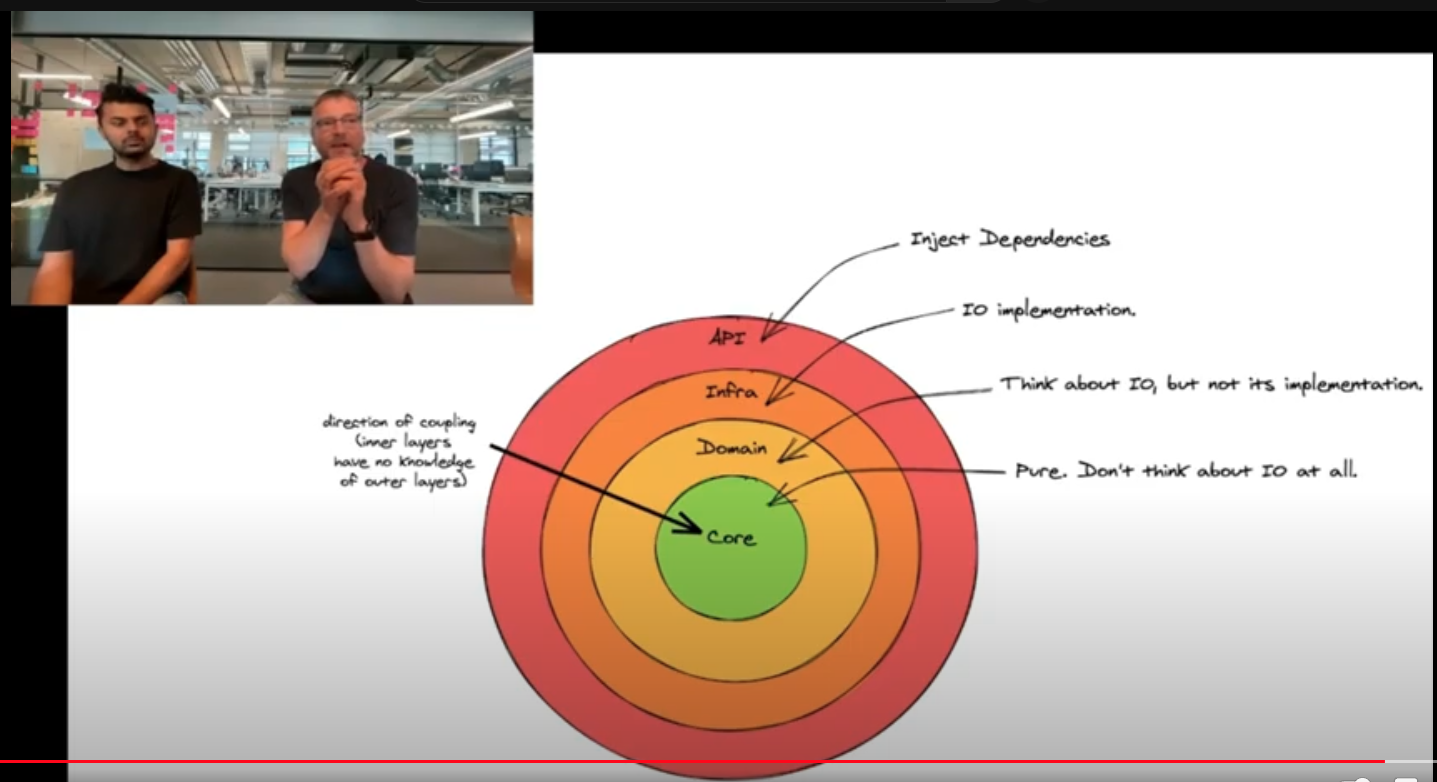 Inject Dependencies
IO implementation.
Think about IO, but not its implementation.
Pure. Don't think about IO at all.
direction of coupling
(inner layers
have no knowledge
of outer layers)
API
Infra
Domain
Core